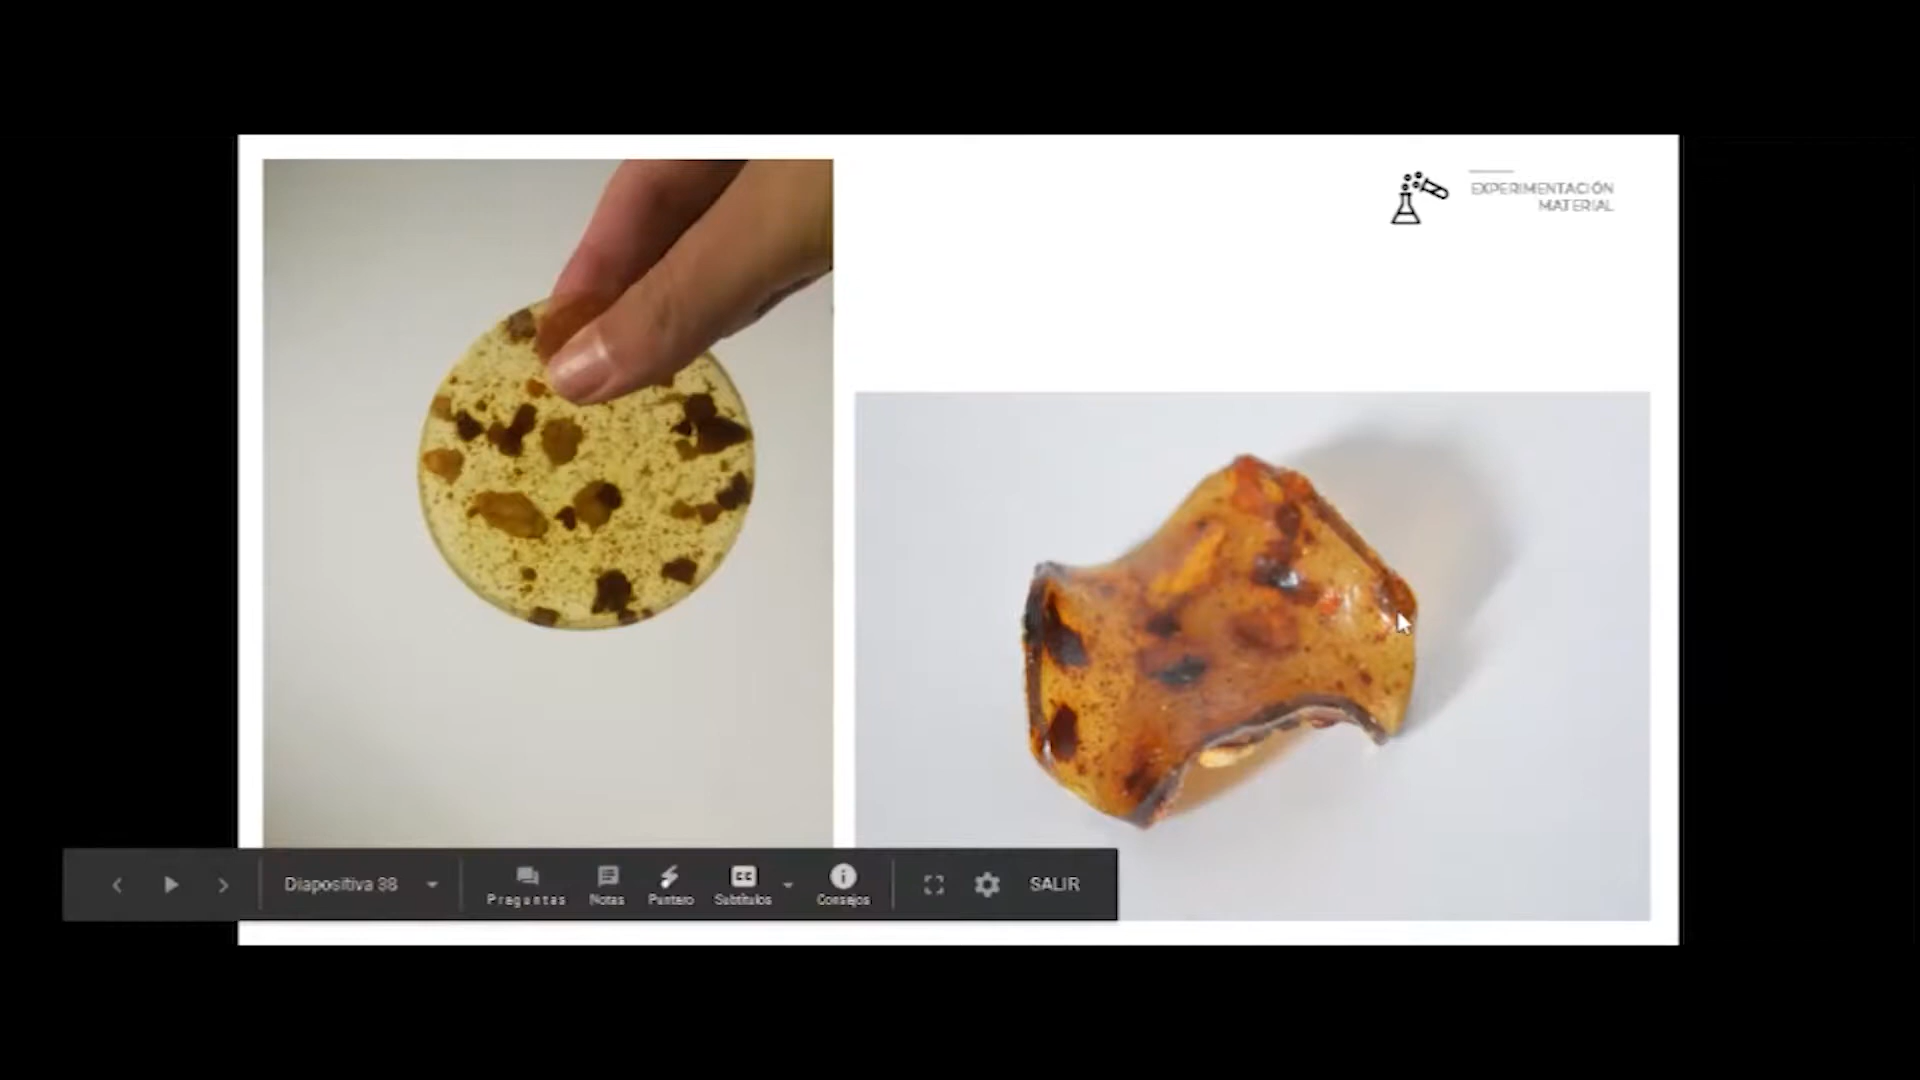 EXPERIMENTACIÓN
MATERIAL
Diapositiva 38
Preguntas
Notas
Puntero
Subtítulos
Consejos
SALIR